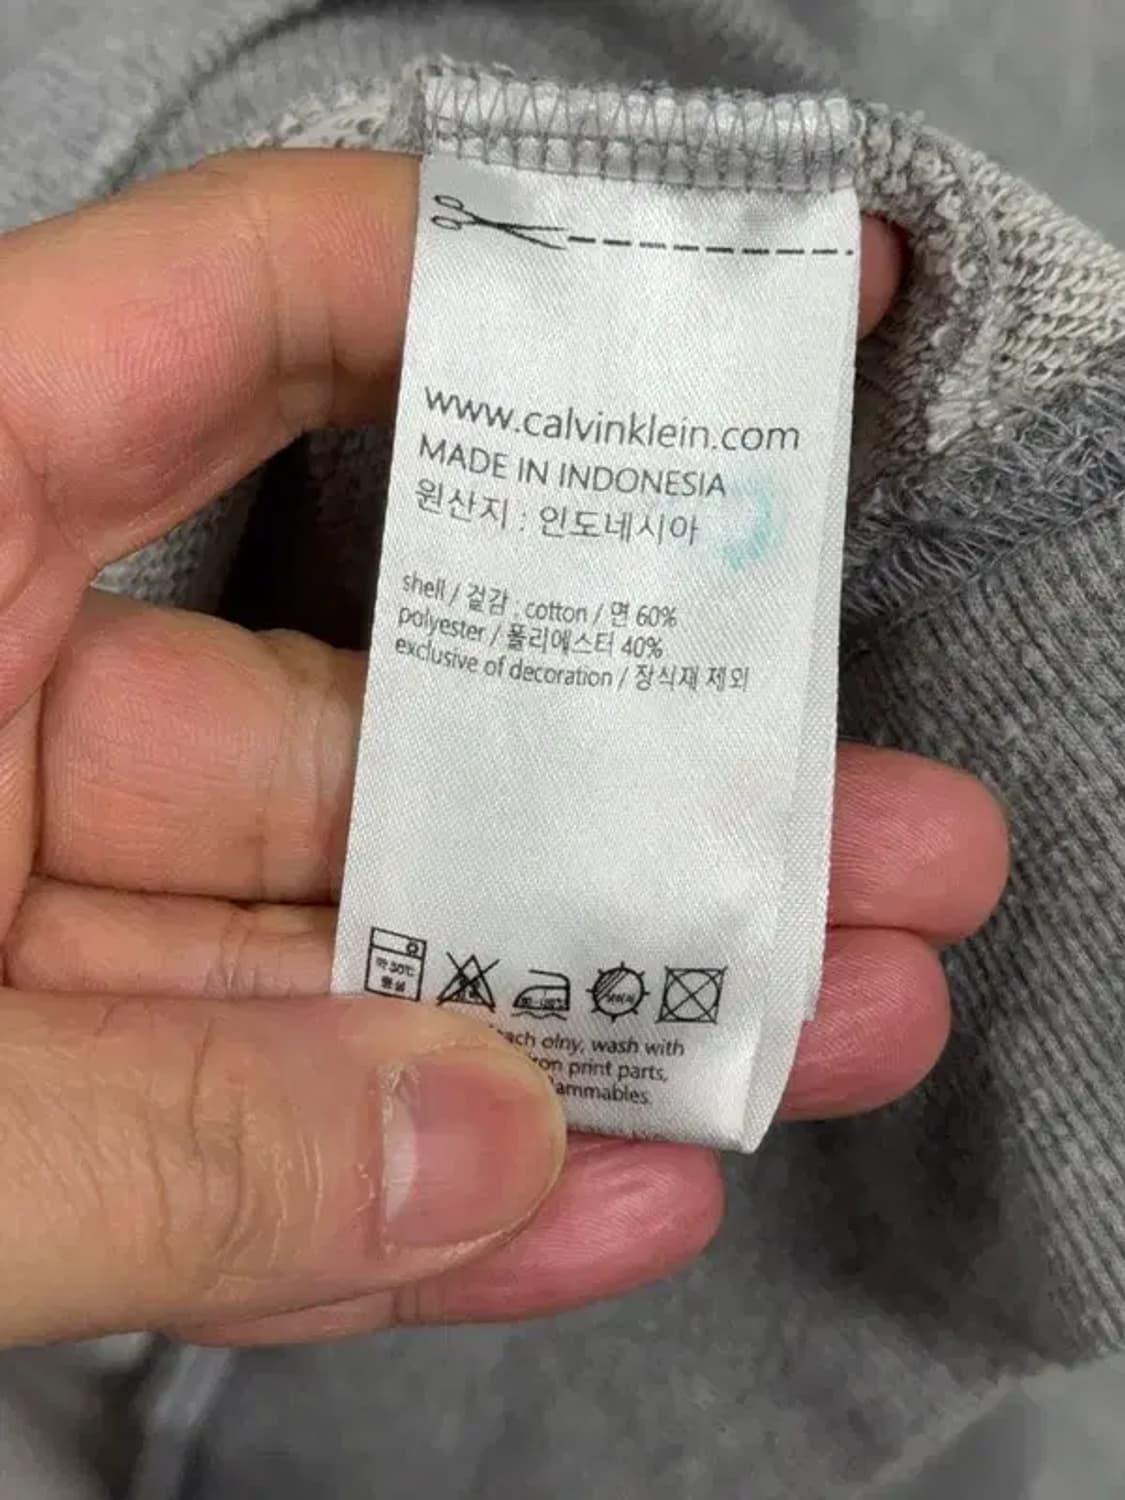 www.calvinklein.com
MADE IN INDONESIA
원산지 : 인도네시아
shell / 겉감 : cotton / 면 60%
polyester / 폴리에스터 40%
exclusive of decoration / 장식재 제외
약 30℃
olny, wash with
print parts,